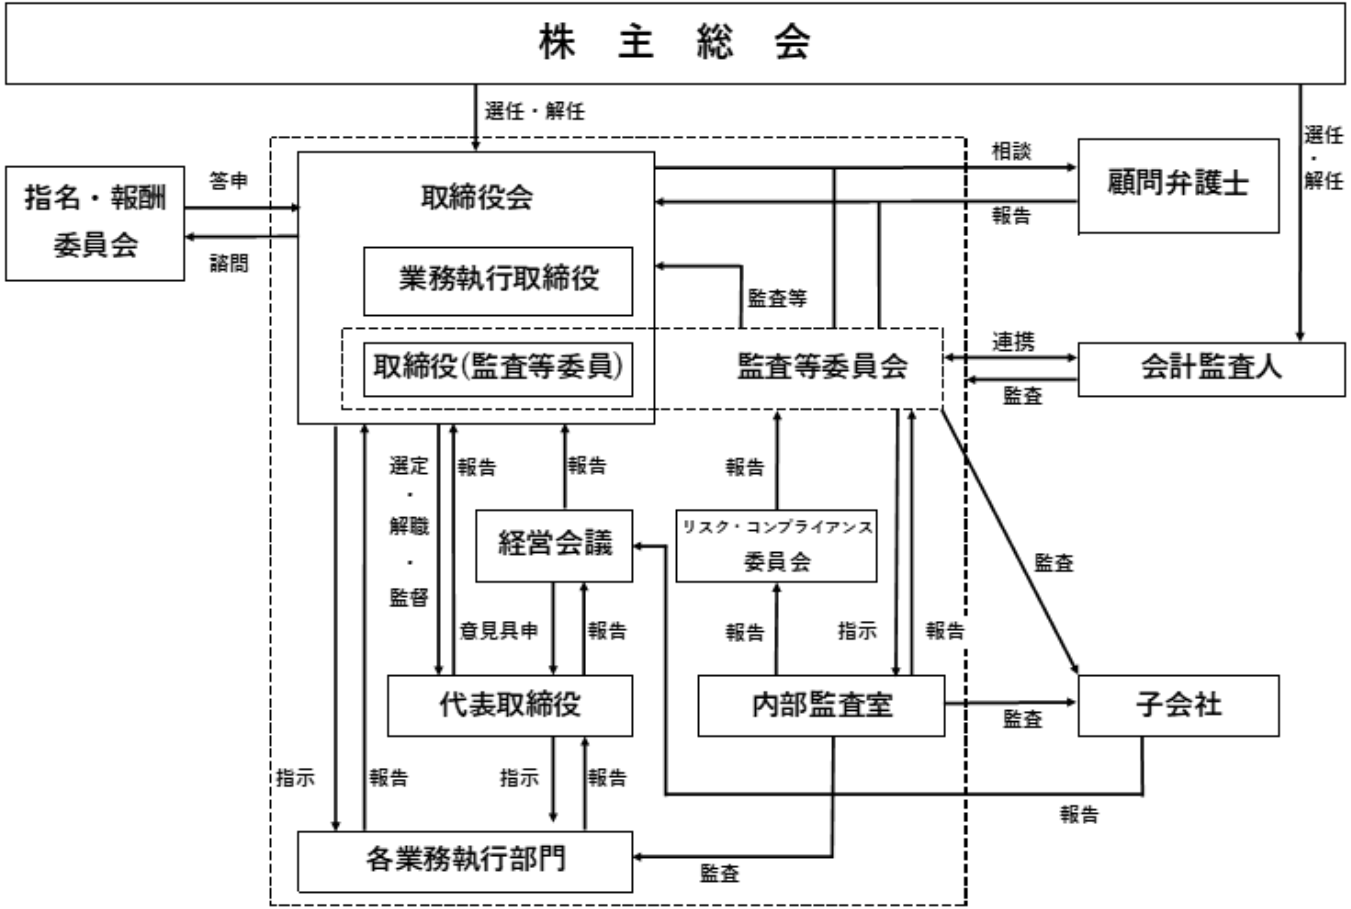 株 主 総 会
選任・解任
選任
・
解任
相談
顧問弁護士
報告
指名・報酬
委員会
答申
諮問
取締役会
業務執行取締役
監査等
取締役(監査等委員)
監査等委員会
連携
監査
会計監査人
選定
・
解職
・
監督
報告
報告
報告
経営会議
リスク・コンプライアンス
委員会
監査
意見具申
報告
報告
指示
報告
代表取締役
内部監査室
監査
子会社
指示
報告
指示
報告
報告
各業務執行部門
監査